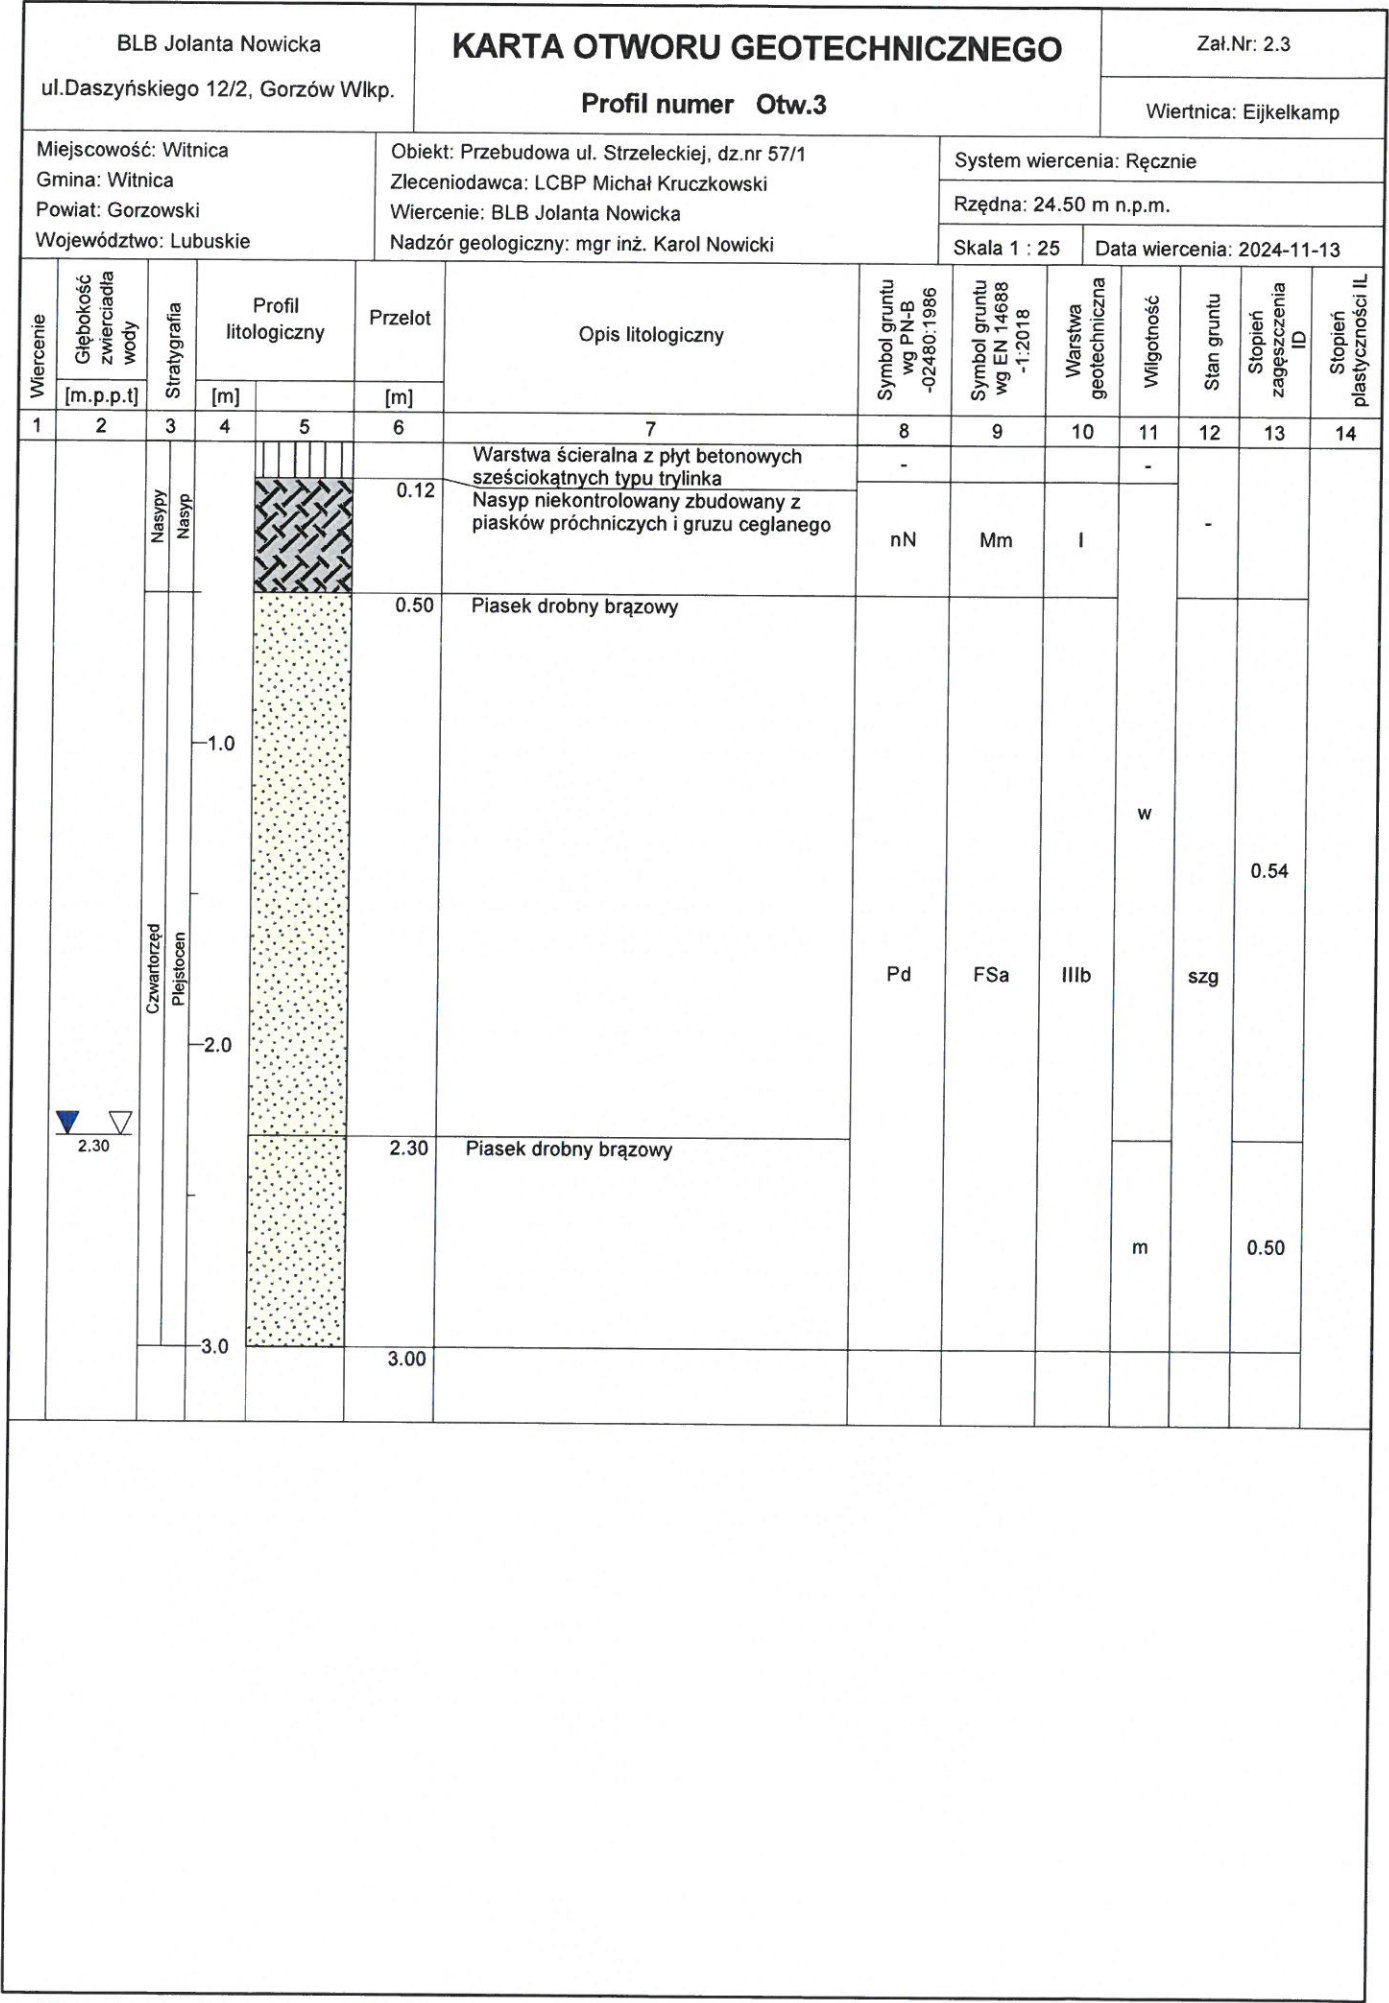 BLB Jolanta Nowicka
ul.Daszyńskiego 12/2, Gorzów Wlkp.
KARTA OTWORU GEOTECHNICZNEGO
Profil numer Otw.3
Zał.Nr: 2.3
Wiertnica: Eijkelkamp
Miejscowość: Witnica
Gmina: Witnica
Powiat: Gorzowski
Województwo: Lubuskie
Obiekt: Przebudowa ul. Strzeleckiej, dz.nr 57/1
Zleceniodawca: LCBP Michał Kruczkowski
Wiercenie: BLB Jolanta Nowicka
Nadzór geologiczny: mgr inż. Karol Nowicki
System wiercenia: Ręcznie
Rzędna: 24.50 m n.p.m.
Skala 1 : 25
Data wiercenia: 2024-11-13
Wiercenie
Głębokość
zwierciadła
wody
[m.p.p.t]
Stratygrafia
Profil
litologiczny
[m]
Przelot
[m]
Opis litologiczny
Symbol gruntu
wg PN-B
-02480:1986
Symbol gruntu
wg EN 14688
-1:2018
Warstwa
geotechniczna
Wilgotność
Stan gruntu
Stopień
zagęszczenia
ID
Stopień
plastyczności IL
1 2 3 4 5 6 7 8 9 10 11 12 13 14
Warstwa ścieralna z płyt betonowych
sześciokątnych typu trylinka
- -
0.12
Nasyp niekontrolowany zbudowany z
piasków próchniczych i gruzu ceglanego
Nasypy
Nasyp
nN Mm I -
0.50 Piasek drobny brązowy
1.0
w
0.54
Czwartorzęd
Plejstocen
Pd FSa IIIb szg
2.0
2.30
2.30 Piasek drobny brązowy
m 0.50
3.0
3.00